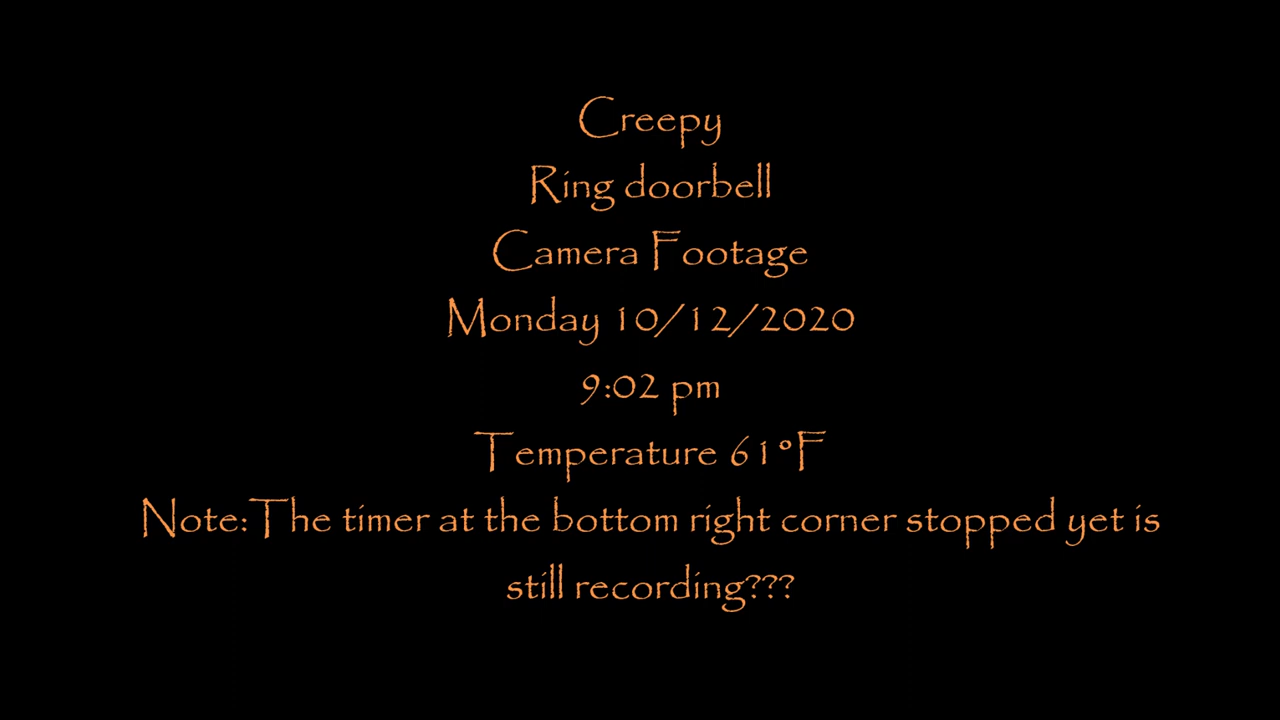 Creepy
Ring doorbell
Camera Footage
Monday 10/12/2020
9:02 pm
Temperature 61°F
Note:The timer at the bottom right corner stopped yet is
still recording???